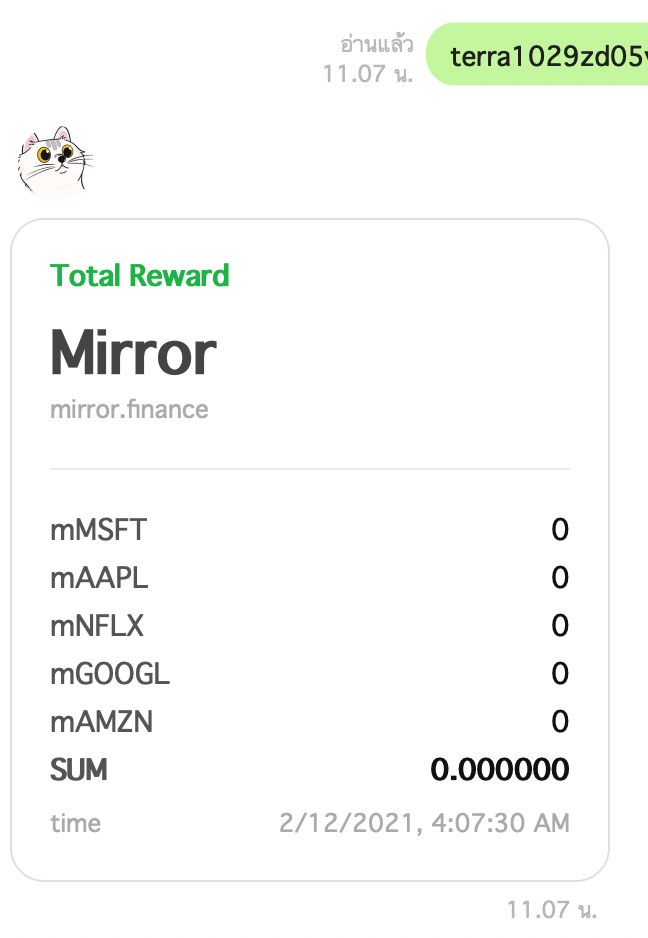 อ่านแล้ว
11.07 น.
terra1029zd05
Total Reward
Mirror
mirror.finance
mMSFT 0
mAAPL 0
mNFLX 0
mGOOGL 0
mAMZN 0
SUM 0.000000
time 2/12/2021, 4:07:30 AM
11.07 น.